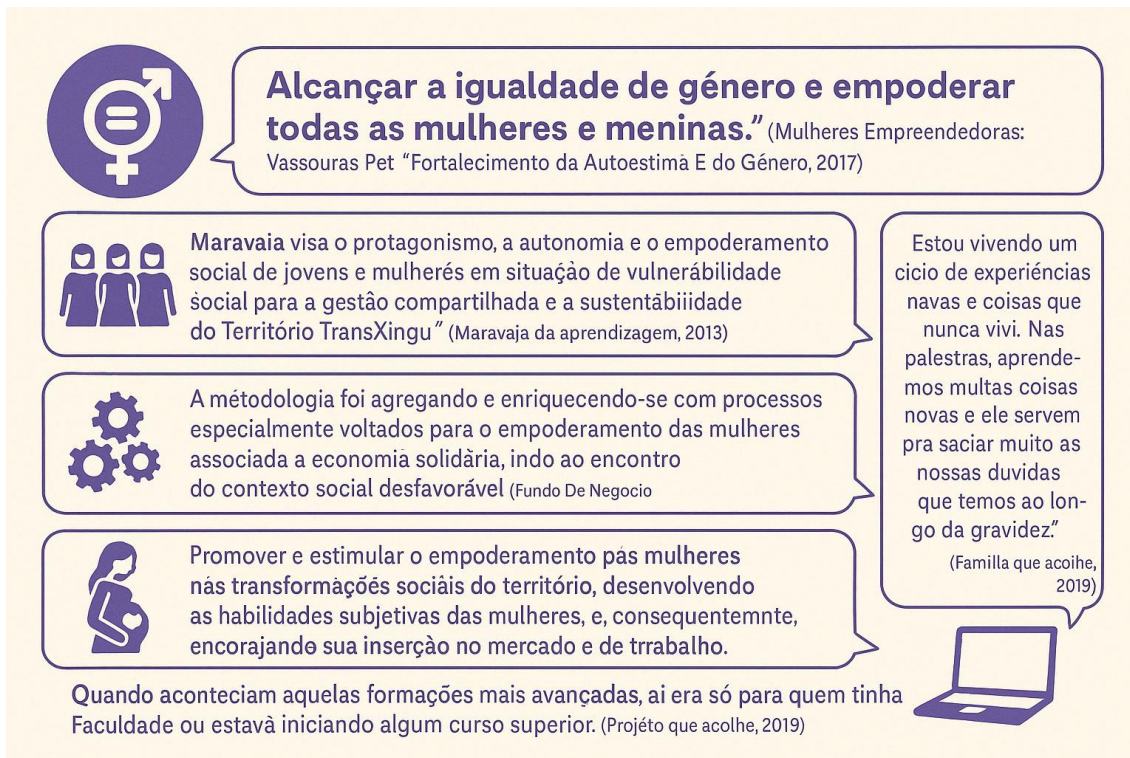 Alcançar a igualdade de género e empoderar
todas as mulheres e meninas.” (Mulheres Empreendedoras:
Vassouras Pet “Fortalecimento da Autoestimà E do Género, 2017)
Maravaia visa o protagonismo, a autonomia e o empoderamento
social de jovens e mulherés em situação de vulnerábilidade
social para a gestâo compartilhada e a sustentàbiiidade
do Território TransXingu” (Maravaja da aprendizagem, 2013)
A métodologia foi agregando e enriquecendo-se com processos
especialmente voltados para o empoderamento das mulheres
associada a economia solidària, indo ao encontro
do contexto social desfavorável (Fundo De Negocio
Promover e estimular o empoderamento pás mulheres
nás transformações sociàis do território, desenvolvendo
as habilidades subjetivas das mulheres, e, consequentemnte,
encorajando sua inserção no mercado e de trrabalho.
Quando aconteciam aquelas formações mais avançadas, ai era só para quem tinha
Faculdade ou estavà iniciando algum curso superior. (Projéto que acolhe, 2019)
Estou vivendo um
cicio de experiéncias
navas e coisas que
nunca vivi. Nas
palestras, aprende-
mos multas coisas
novas e ele servem
pra saciar muito as
nossas duvidas
que temos ao lon-
go da gravidez.”
(Familla que acoihe,
2019)